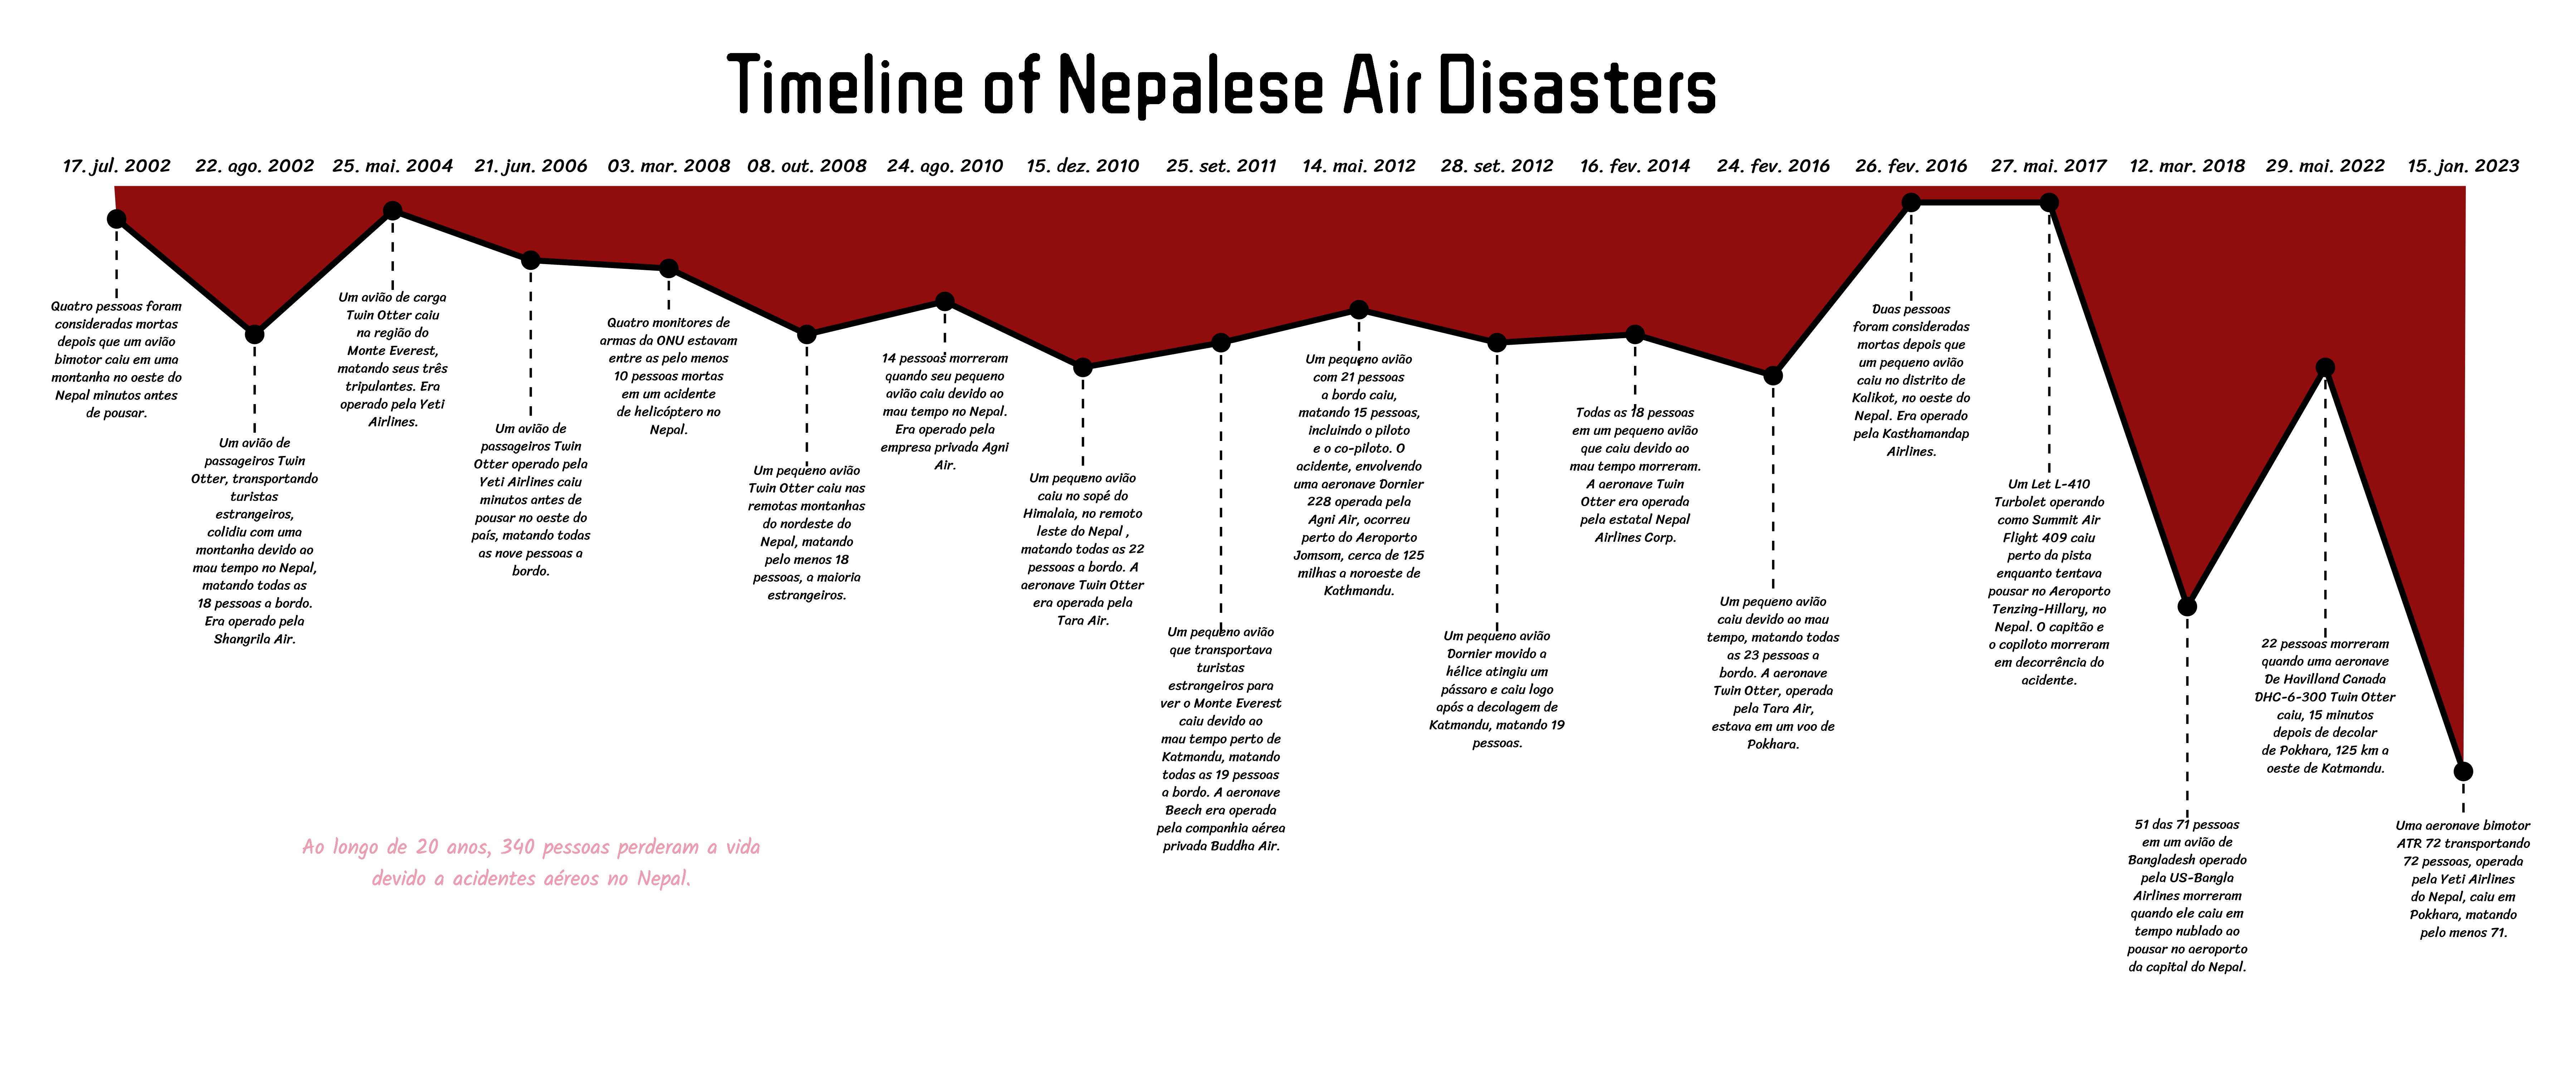 Timeline of Nepalese Air Disasters
17. jul. 2002 22. ago. 2002 25. mai. 2004 21. jun. 2006 03. mar. 2008 08. out. 2008 24. ago. 2010 15. dez. 2010 25. set. 2011 14. mai. 2012 28. set. 2012 16. fev. 2014 24. fev. 2016 26. fev. 2016 27. mai. 2017 12. mar. 2018 29. mai. 2022 15. jan. 2023
Quatro pessoas foram
consideradas mortas
depois que um avião
bimotor caiu em uma
montanha no oeste do
Nepal minutos antes
de pousar.
Um avião de
passageiros Twin
Otter, transportando
turistas
estrangeiros,
colidiu com uma
montanha devido ao
mau tempo no Nepal,
matando todas as
18 pessoas a bordo.
Era operado pela
Shangrila Air.
Um avião de carga
Twin Otter caiu
na região do
Monte Everest,
matando seus três
tripulantes. Era
operado pela Yeti
Airlines.
Um avião de
passageiros Twin
Otter operado pela
Yeti Airlines caiu
minutos antes de
pousar no oeste do
país, matando todas
as nove pessoas a
bordo.
Quatro monitores de
armas da ONU estavam
entre as pelo menos
10 pessoas mortas
em um acidente
de helicóptero no
Nepal.
Um pequeno avião
Twin Otter caiu nas
remotas montanhas
do nordeste do
Nepal, matando
pelo menos 18
pessoas, a maioria
estrangeiros.
14 pessoas morreram
quando seu pequeno
avião caiu devido ao
mau tempo no Nepal.
Era operado pela
empresa privada Agni
Air.
Um pequeno avião
caiu no sopé do
Himalaia, no remoto
leste do Nepal ,
matando todas as 22
pessoas a bordo. A
aeronave Twin Otter
era operada pela
Tara Air.
Um pequeno avião
que transportava
turistas
estrangeiros para
ver o Monte Everest
caiu devido ao
mau tempo perto de
Katmandu, matando
todas as 19 pessoas
a bordo. A aeronave
Beech era operada
pela companhia aérea
privada Buddha Air.
Um pequeno avião
com 21 pessoas
a bordo caiu,
matando 15 pessoas,
incluindo o piloto
e o co-piloto. O
acidente, envolvendo
uma aeronave Dornier
228 operada pela
Agni Air, ocorreu
perto do Aeroporto
Jomsom, cerca de 125
milhas a noroeste de
Kathmandu.
Um pequeno avião
Dornier movido a
hélice atingiu um
pássaro e caiu logo
após a decolagem de
Katmandu, matando 19
pessoas.
Todas as 18 pessoas
em um pequeno avião
que caiu devido ao
mau tempo morreram.
A aeronave Twin
Otter era operada
pela estatal Nepal
Airlines Corp.
Um pequeno avião
caiu devido ao mau
tempo, matando todas
as 23 pessoas a
bordo. A aeronave
Twin Otter, operada
pela Tara Air,
estava em um voo de
Pokhara.
Duas pessoas
foram consideradas
mortas depois que
um pequeno avião
caiu no distrito de
Kalikot, no oeste do
Nepal. Era operado
pela Kasthamandap
Airlines.
Um Let L-410
Turbolet operando
como Summit Air
Flight 409 caiu
perto da pista
enquanto tentava
pousar no Aeroporto
Tenzing-Hillary, no
Nepal. O capitão e
o copiloto morreram
em decorrência do
acidente.
51 das 71 pessoas
em um avião de
Bangladesh operado
pela US-Bangla
Airlines morreram
quando ele caiu em
tempo nublado ao
pousar no aeroporto
da capital do Nepal.
22 pessoas morreram
quando uma aeronave
De Havilland Canada
DHC-6-300 Twin Otter
caiu, 15 minutos
depois de decolar
de Pokhara, 125 km a
oeste de Katmandu.
Uma aeronave bimotor
ATR 72 transportando
72 pessoas, operada
pela Yeti Airlines
do Nepal, caiu em
Pokhara, matando
pelo menos 71.
Ao longo de 20 anos, 340 pessoas perderam a vida
devido a acidentes aéreos no Nepal.